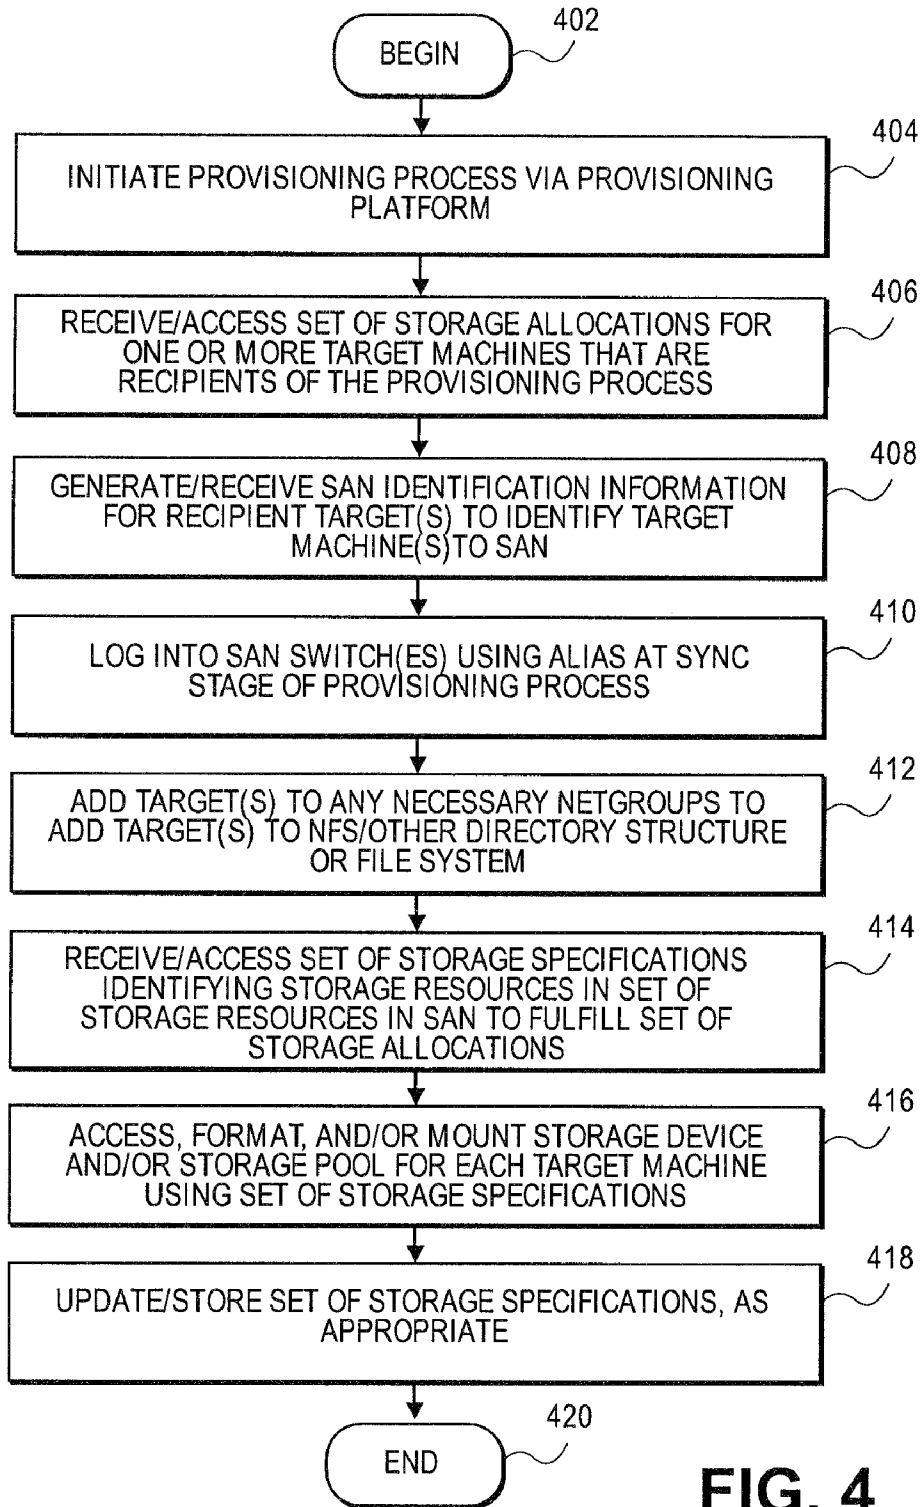 402
BEGIN
404
INITIATE PROVISIONING PROCESS VIA PROVISIONING
PLATFORM
406
RECEIVE/ACCESS SET OF STORAGE ALLOCATIONS FOR
ONE OR MORE TARGET MACHINES THAT ARE
RECIPIENTS OF THE PROVISIONING PROCESS
408
GENERATE/RECEIVE SAN IDENTIFICATION INFORMATION
FOR RECIPIENT TARGET(S) TO IDENTIFY TARGET
MACHINE(S)TO SAN
410
LOG INTO SAN SWITCH(ES) USING ALIAS AT SYNC
STAGE OF PROVISIONING PROCESS
412
ADD TARGET(S) TO ANY NECESSARY NETGROUPS TO
ADD TARGET(S) TO NFS/OTHER DIRECTORY STRUCTURE
OR FILE SYSTEM
414
RECEIVE/ACCESS SET OF STORAGE SPECIFICATIONS
IDENTIFYING STORAGE RESOURCES IN SET OF
STORAGE RESOURCES IN SAN TO FULFILL SET OF
STORAGE ALLOCATIONS
416
ACCESS, FORMAT, AND/OR MOUNT STORAGE DEVICE
AND/OR STORAGE POOL FOR EACH TARGET MACHINE
USING SET OF STORAGE SPECIFICATIONS
418
UPDATE/STORE SET OF STORAGE SPECIFICATIONS, AS
APPROPRIATE
420
END
FIG. 4